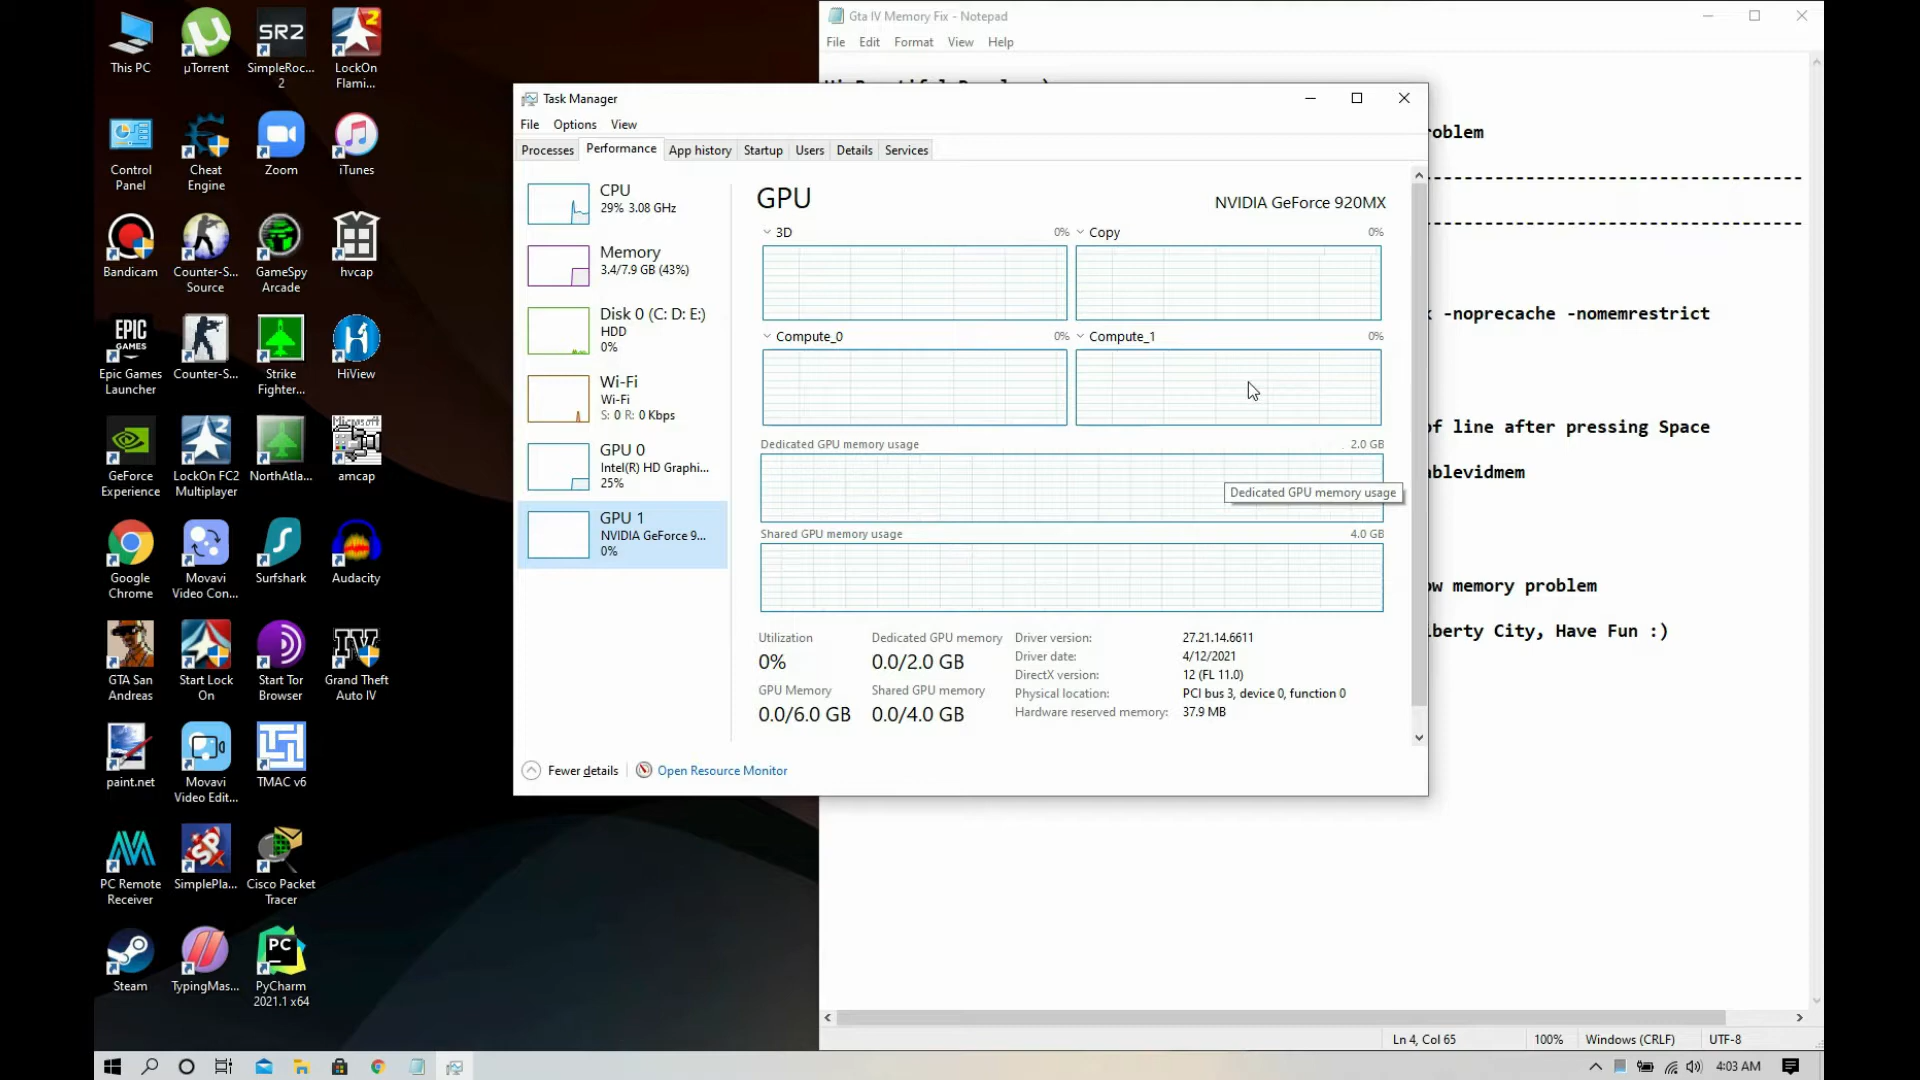 This PC
µTorrent
SR2
SimpleRoc...
2
LockOn
Flami...
Control
Panel
Cheat
Engine
Zoom
iTunes
Bandicam
Counter-S...
Source
GameSpy
Arcade
hvcap
EPIC
GAMES
Epic Games
Launcher
Counter-S...
Strike
Fighter...
HiView
GeForce
Experience
LockOn FC2
Multiplayer
NorthAtla...
Microsoft
amcap
Google
Chrome
Movavi
Video Con...
Surfshark
Audacity
GTA San
Andreas
Start Lock
On
Start Tor
Browser
IV
Grand Theft
Auto IV
paint.net
Movavi
Video Edit...
TMAC v6
PC Remote
Receiver
SimplePla...
Cisco Packet
Tracer
Steam
TypingMas...
PC
PyCharm
2021.1 x64
Gta IV Memory Fix - Notepad
File Edit Format View Help
oblem
-noprecache -nomemrestrict
of line after pressing Space
ablevidmem
ow memory problem
iberty City, Have Fun :)
Ln 4, Col 65 100% Windows (CRLF) UTF-8
Task Manager
File Options View
Processes Performance App history Startup Users Details Services
CPU
29% 3.08 GHz
Memory
3.4/7.9 GB (43%)
Disk 0 (C: D: E:)
HDD
0%
Wi-Fi
Wi-Fi
S: 0 R: 0 Kbps
GPU 0
Intel(R) HD Graphi...
25%
GPU 1
NVIDIA GeForce 9...
0%
GPU NVIDIA GeForce 920MX
3D 0% Copy 0%
Compute_0 0% Compute_1 0%
Dedicated GPU memory usage 2.0 GB
Dedicated GPU memory usage
Shared GPU memory usage 4.0 GB
Utilization
0%
Dedicated GPU memory
0.0/2.0 GB
GPU Memory
0.0/6.0 GB
Shared GPU memory
0.0/4.0 GB
Driver version: 27.21.14.6611
Driver date: 4/12/2021
DirectX version: 12 (FL 11.0)
Physical location: PCI bus 3, device 0, function 0
Hardware reserved memory: 37.9 MB
Fewer details Open Resource Monitor
4:03 AM